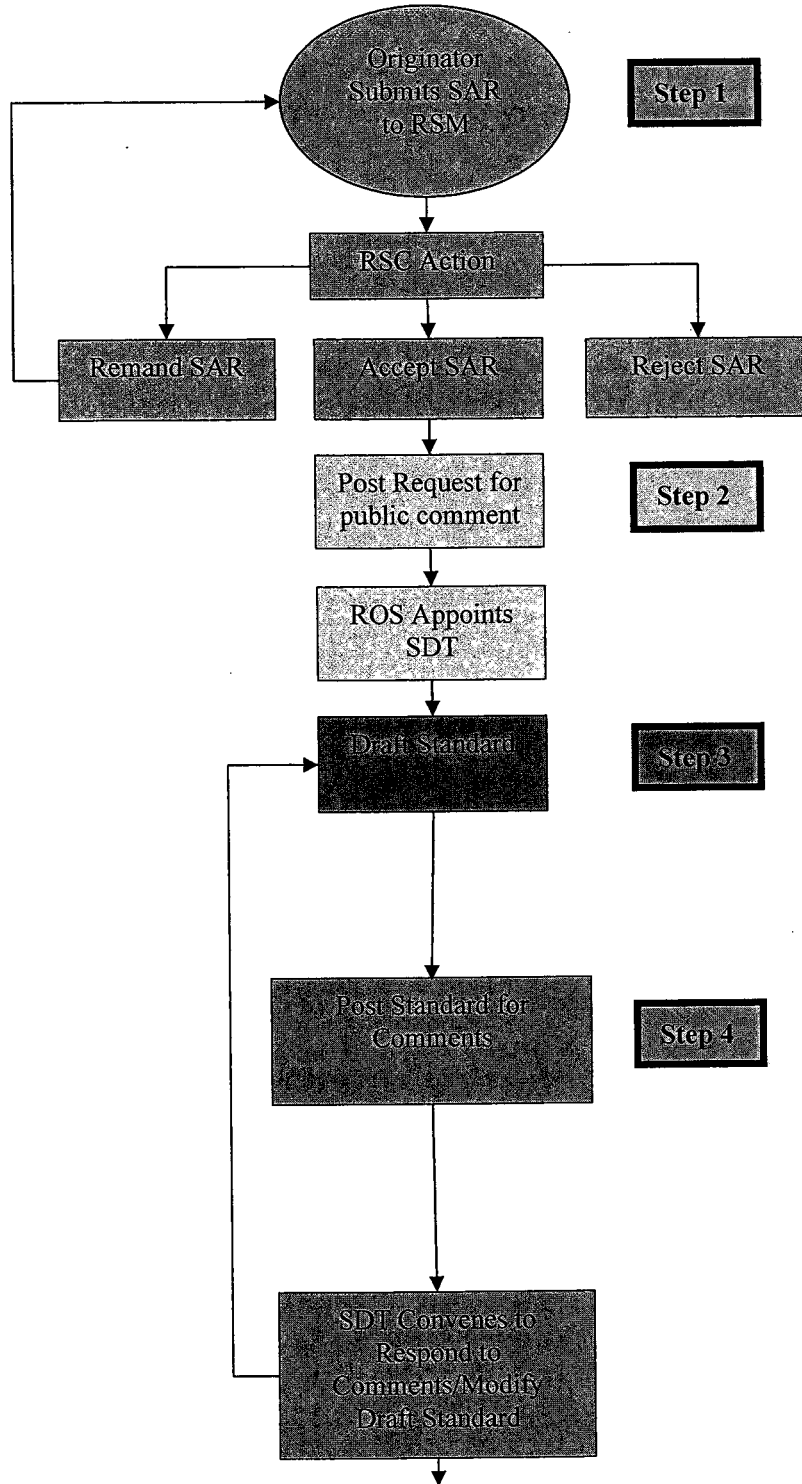 Originator
Submits SAR
to RSM
Step 1
RSC Action
Remand SAR
Accept SAR
Reject SAR
Post Request for
public comment
Step 2
ROS Appoints
SDT
Draft Standard
Step 3
Post Standard for
Comments
Step 4
SDT Convenes to
Respond to
Comments/Modify
Draft Standard